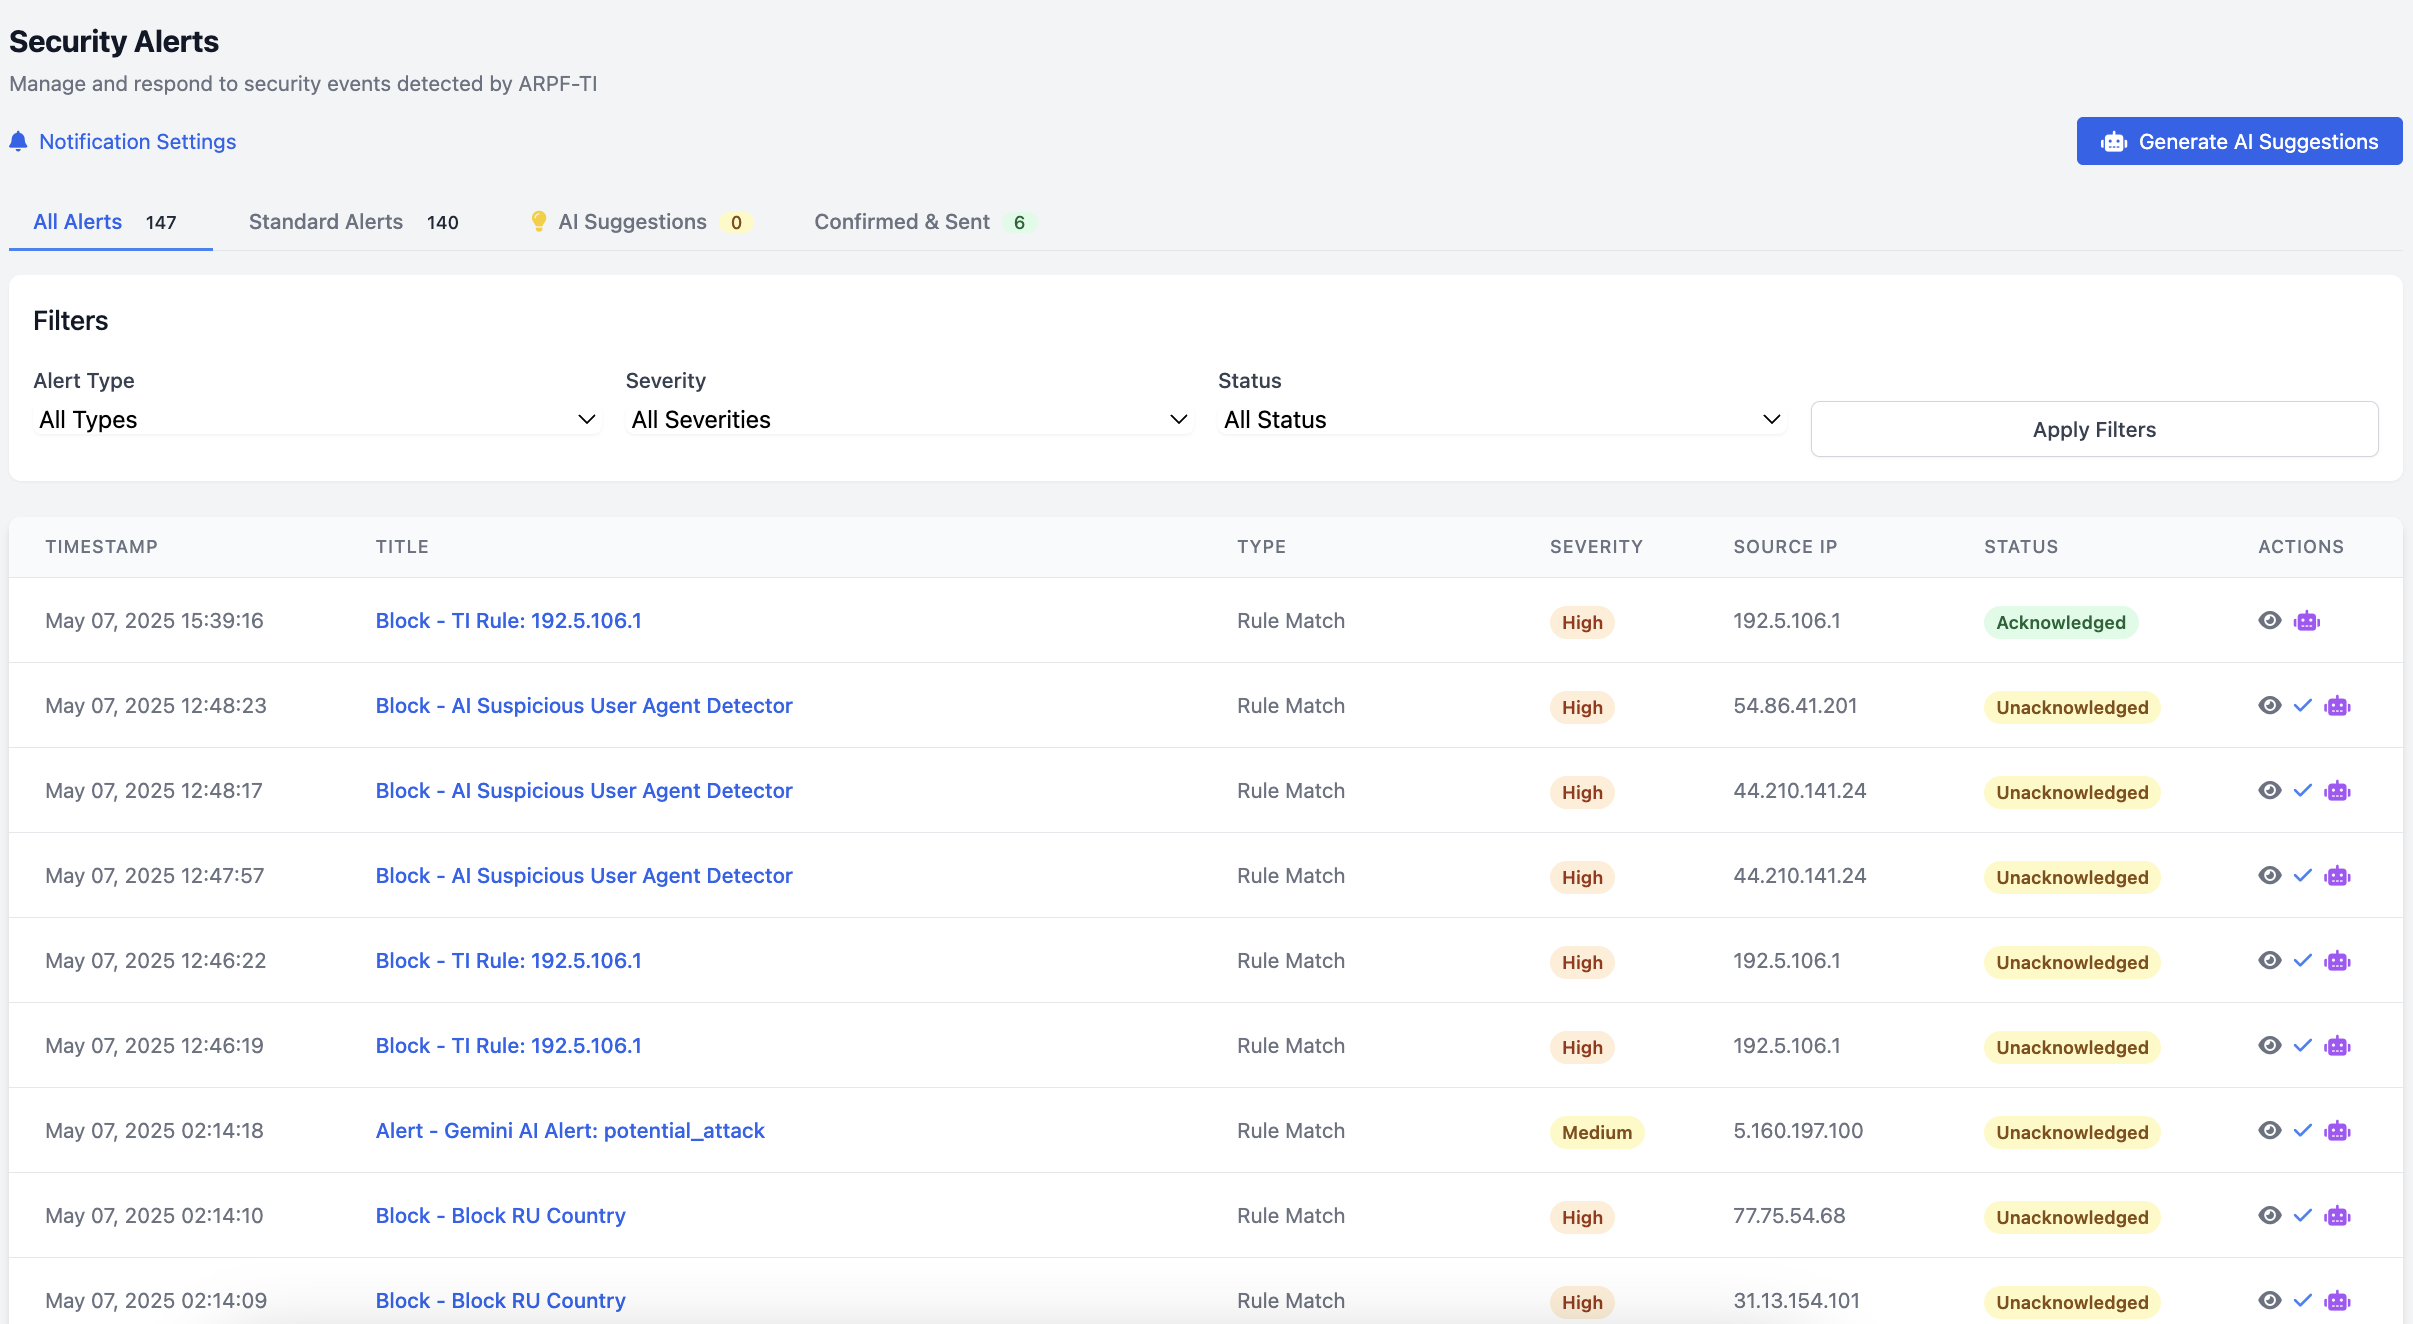 Security Alerts
Manage and respond to security events detected by ARPF-TI
Notification Settings
Generate AI Suggestions
All Alerts 147 Standard Alerts 140 AI Suggestions 0 Confirmed & Sent 6
Filters
Alert Type Severity Status
All Types All Severities All Status Apply Filters
TIMESTAMP TITLE TYPE SEVERITY SOURCE IP STATUS ACTIONS
May 07, 2025 15:39:16 Block - TI Rule: 192.5.106.1 Rule Match High 192.5.106.1 Acknowledged
May 07, 2025 12:48:23 Block - AI Suspicious User Agent Detector Rule Match High 54.86.41.201 Unacknowledged
May 07, 2025 12:48:17 Block - AI Suspicious User Agent Detector Rule Match High 44.210.141.24 Unacknowledged
May 07, 2025 12:47:57 Block - AI Suspicious User Agent Detector Rule Match High 44.210.141.24 Unacknowledged
May 07, 2025 12:46:22 Block - TI Rule: 192.5.106.1 Rule Match High 192.5.106.1 Unacknowledged
May 07, 2025 12:46:19 Block - TI Rule: 192.5.106.1 Rule Match High 192.5.106.1 Unacknowledged
May 07, 2025 02:14:18 Alert - Gemini AI Alert: potential_attack Rule Match Medium 5.160.197.100 Unacknowledged
May 07, 2025 02:14:10 Block - Block RU Country Rule Match High 77.75.54.68 Unacknowledged
May 07, 2025 02:14:09 Block - Block RU Country Rule Match High 31.13.154.101 Unacknowledged